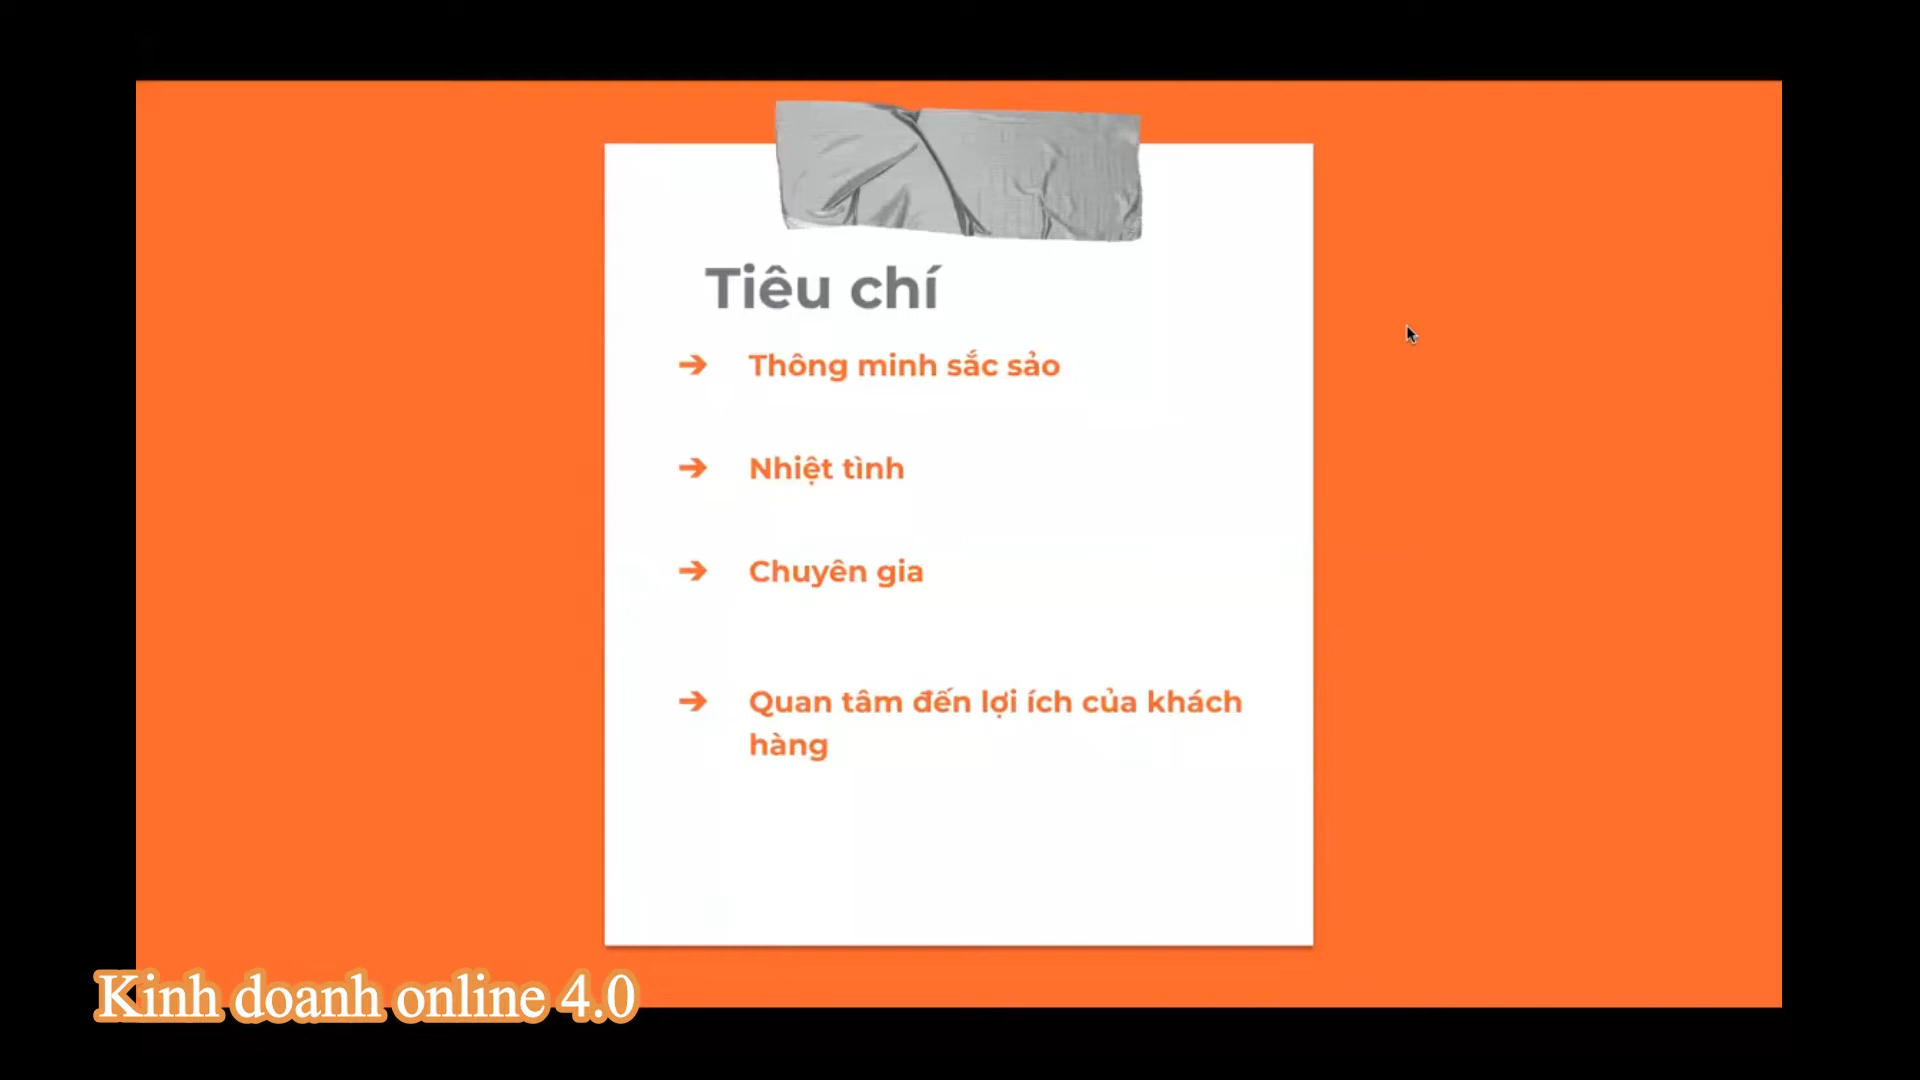 Tiêu chí
➔ Thông minh sắc sảo
➔ Nhiệt tình
➔ Chuyên gia
➔ Quan tâm đến lợi ích của khách
hàng
Kinh doanh online 4.0